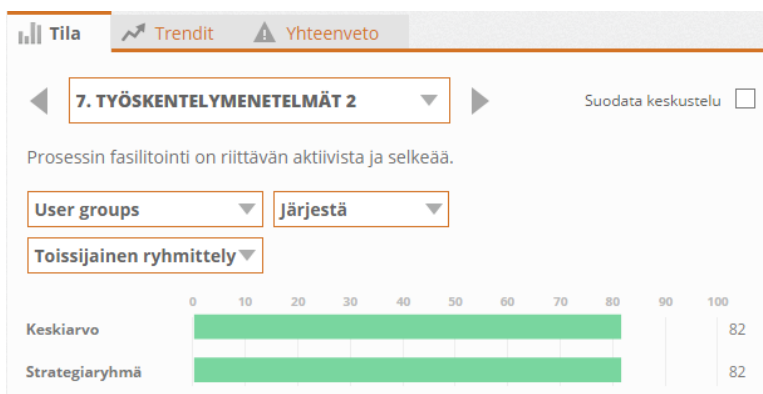 Tila Trendit Yhteenveto
7. TYÖSKENTELYMENETELMÄT 2 Suodata keskustelu
Prosessin fasilitointi on riittävän aktiivista ja selkeää.
User groups Järjestä
Toissijainen ryhmittely
0 10 20 30 40 50 60 70 80 90 100
Keskiarvo 82
Strategiaryhmä 82